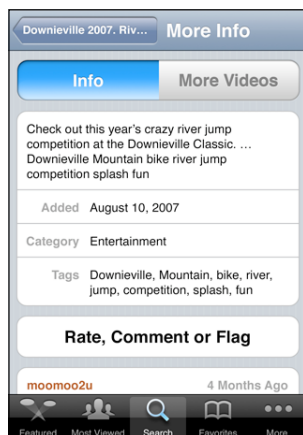 Downieville 2007. Riv...
More Info
Info
More Videos
Check out this year's crazy river jump
competition at the Downieville Classic. ...
Downieville Mountain bike river jump
competition splash fun
Added August 10, 2007
Category Entertainment
Tags Downieville, Mountain, bike, river,
jump, competition, splash, fun
Rate, Comment or Flag
moomoo2u 4 Months Ago
Featured Most Viewed Search Favorites More